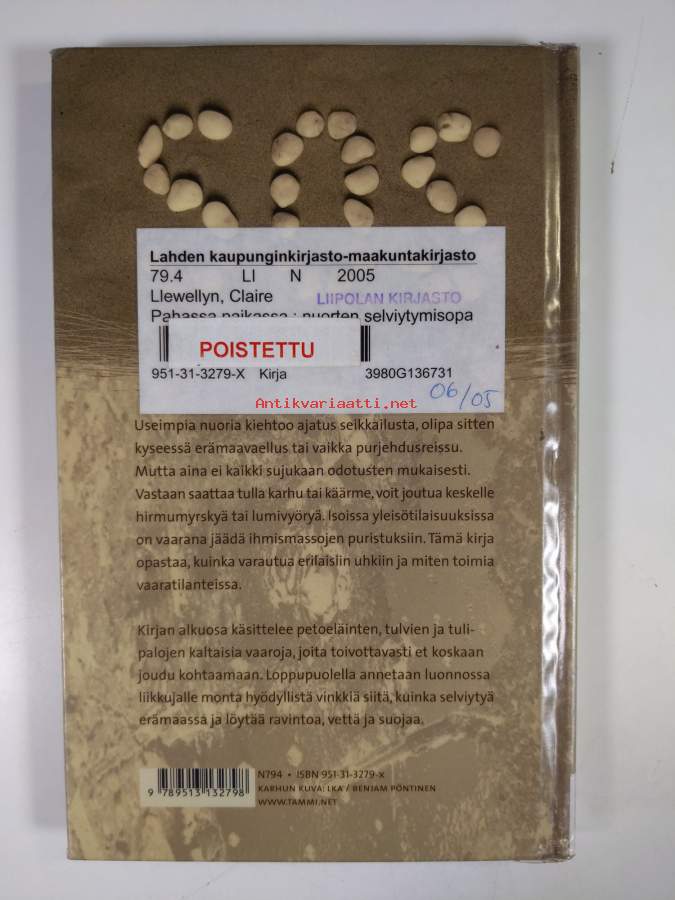 SOS
Lahden kaupunginkirjasto-maakuntakirjasto
79.4 LI N 2005
Llewellyn, Claire LIIPOLAN KIRJASTO
Pahassa paikassa : nuorten selviytymisopa
POISTETTU
951-31-3279-X Kirja 3980G136731
Antikvariaatti.net
06/05
Useimpia nuoria kiehtoo ajatus seikkailusta, olipa sitten
kyseessä erämaavaellus tai vaikka purjehdusreissu.
Mutta aina ei kaikki sujukaan odotusten mukaisesti.
Vastaan saattaa tulla karhu tai käärme, voit joutua keskelle
hirmumyrskyä tai lumivyöryä. Isoissa yleisötilaisuuksissa
on vaarana jäädä ihmismassojen puristuksiin. Tämä kirja
opastaa, kuinka varautua erilaisiin uhkiin ja miten toimia
vaaratilanteissa.
Kirjan alkuosa käsittelee petoeläinten, tulvien ja tuli-
palojen kaltaisia vaaroja, joita toivottavasti et koskaan
joudu kohtaamaan. Loppupuolella annetaan luonnossa
liikkujalle monta hyödyllistä vinkkiä siitä, kuinka selviytyä
erämaassa ja löytää ravintoa, vettä ja suojaa.
N794 • ISBN 951-31-3279-X
KARHUN KUVA: LKA / BENJAM PÖNTINEN
WWW.TAMMI.NET
9 789513 132798